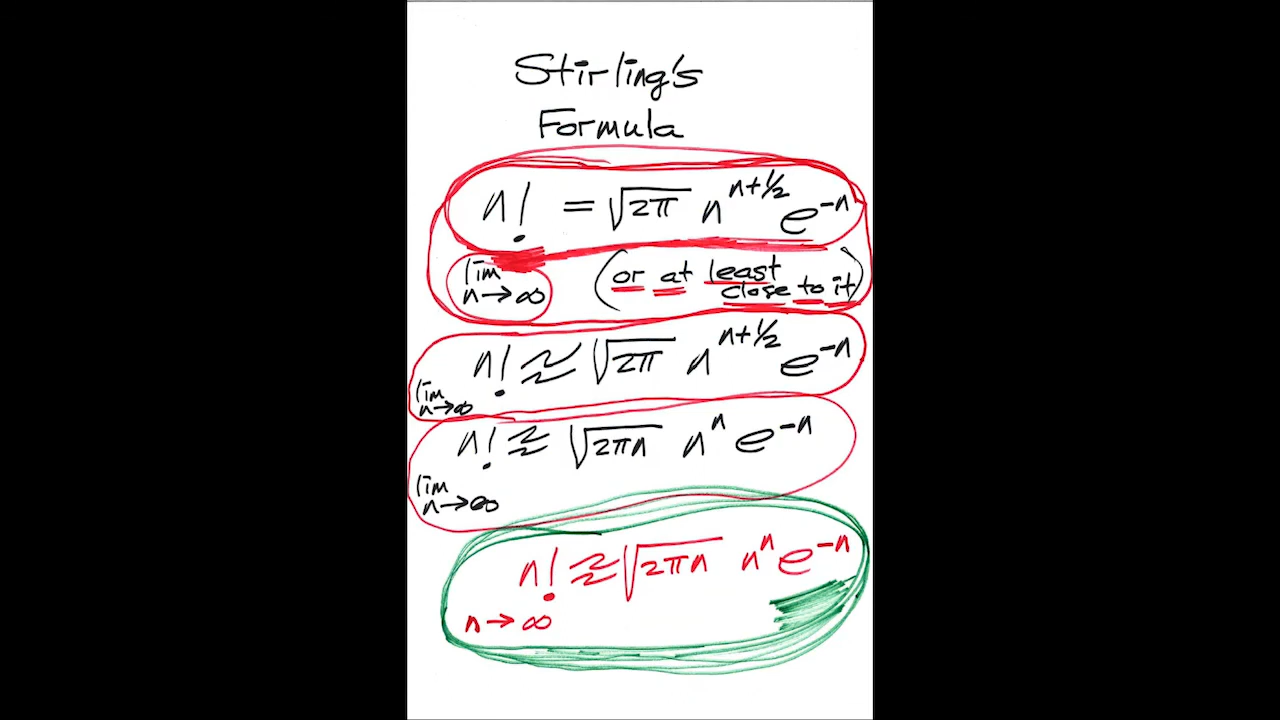 Stirling's
Formula
n! = √2π n^(n+1/2) e^(-n)
lim n→∞ (or at least close to it)
n! ≈ √2π n^(n+1/2) e^(-n)
lim n→∞
n! ≈ √2πn n^n e^(-n)
lim n→∞
n! ≈ √2πn n^n e^(-n)
n→∞